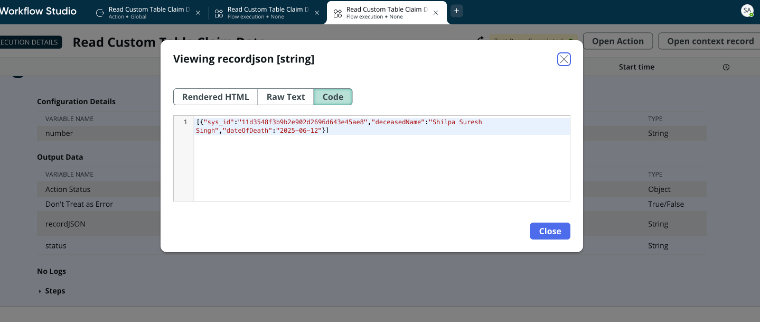 Workflow Studio
Read Custom Table Claim D
Action • Global
Read Custom Table Claim D
Flow execution • None
Read Custom Table Claim D
Flow execution • None
SA
ECUTION DETAILS
Read Custom Table Claim Data
Open Action
Open context record
Start time
Viewing recordjson [string]
Rendered HTML
Raw Text
Code
1
[{"sys_id":"11d3548f3b9b2e902d2696d643e45ae3","deceasedName":"Shilpa Suresh
Singh","dateOfDeath":"2025-06-12"}]
Close
Configuration Details
VARIABLE NAME
TYPE
number
String
Output Data
VARIABLE NAME
TYPE
Action Status
Object
Don't Treat as Error
True/False
recordJSON
String
status
String
No Logs
Steps